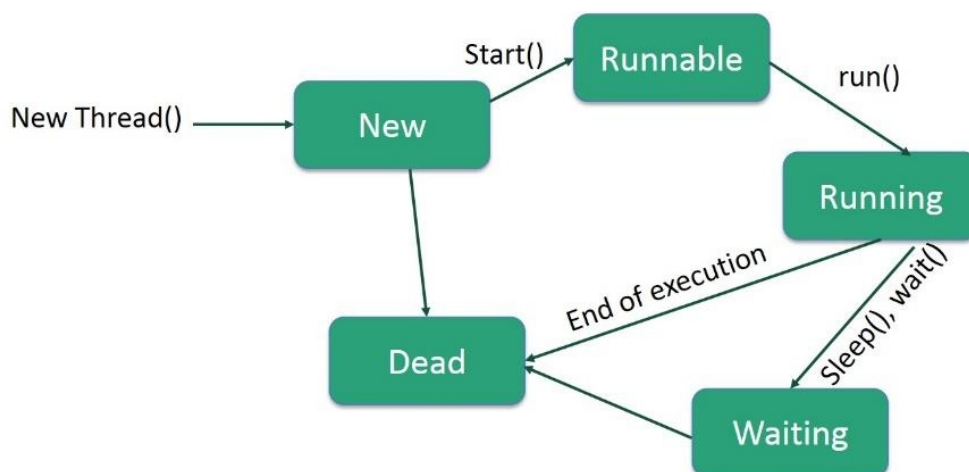 Start()
Runnable
run()
New Thread()
New
Running
End of execution
Sleep(), wait()
Dead
Waiting